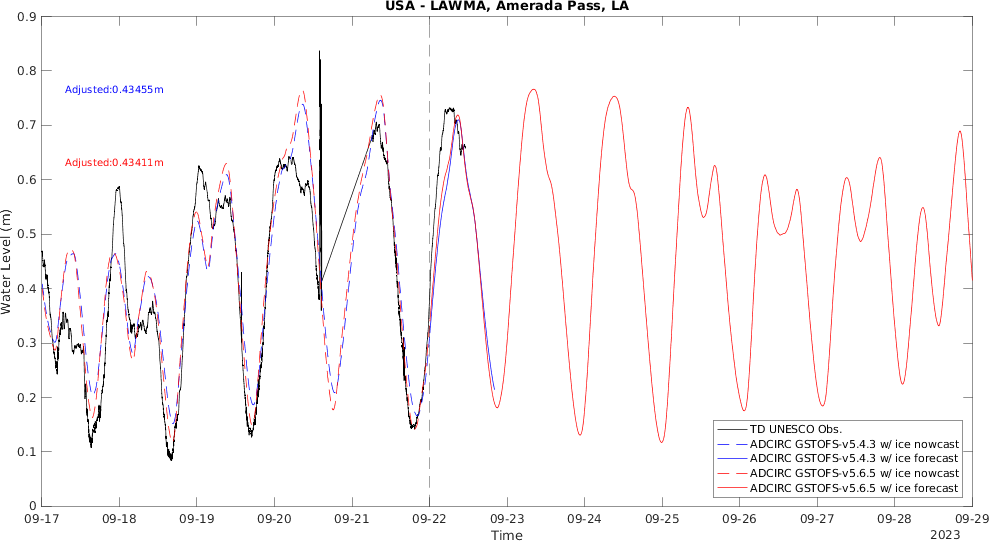 USA - LAWMA, Amerada Pass, LA
0.9
0.8
0.7
0.6
0.5
0.4
0.3
0.2
0.1
0
Water Level (m)
Adjusted:0.43455m
Adjusted:0.43411m
TD UNESCO Obs.
ADCIRC GSTOFS-v5.4.3 w/ ice nowcast
ADCIRC GSTOFS-v5.4.3 w/ ice forecast
ADCIRC GSTOFS-v5.6.5 w/ ice nowcast
ADCIRC GSTOFS-v5.6.5 w/ ice forecast
09-17 09-18 09-19 09-20 09-21 09-22 09-23 09-24 09-25 09-26 09-27 09-28 09-29
Time
2023